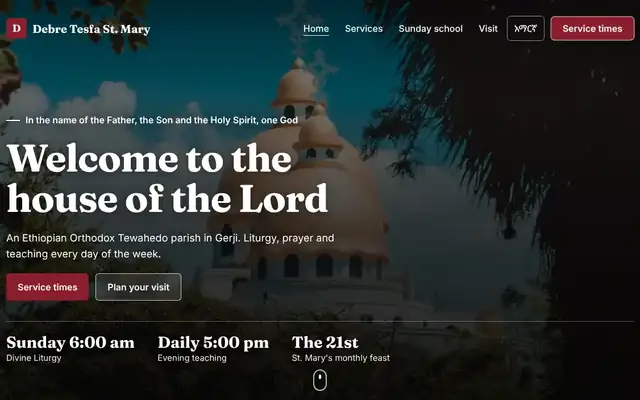 D Debre Tesfa St. Mary
Home Services Sunday school Visit አማርኛ Service times
In the name of the Father, the Son and the Holy Spirit, one God
Welcome to the
house of the Lord
An Ethiopian Orthodox Tewahedo parish in Gerji. Liturgy, prayer and
teaching every day of the week.
Service times Plan your visit
Sunday 6:00 am Daily 5:00 pm The 21st
Divine Liturgy Evening teaching St. Mary's monthly feast